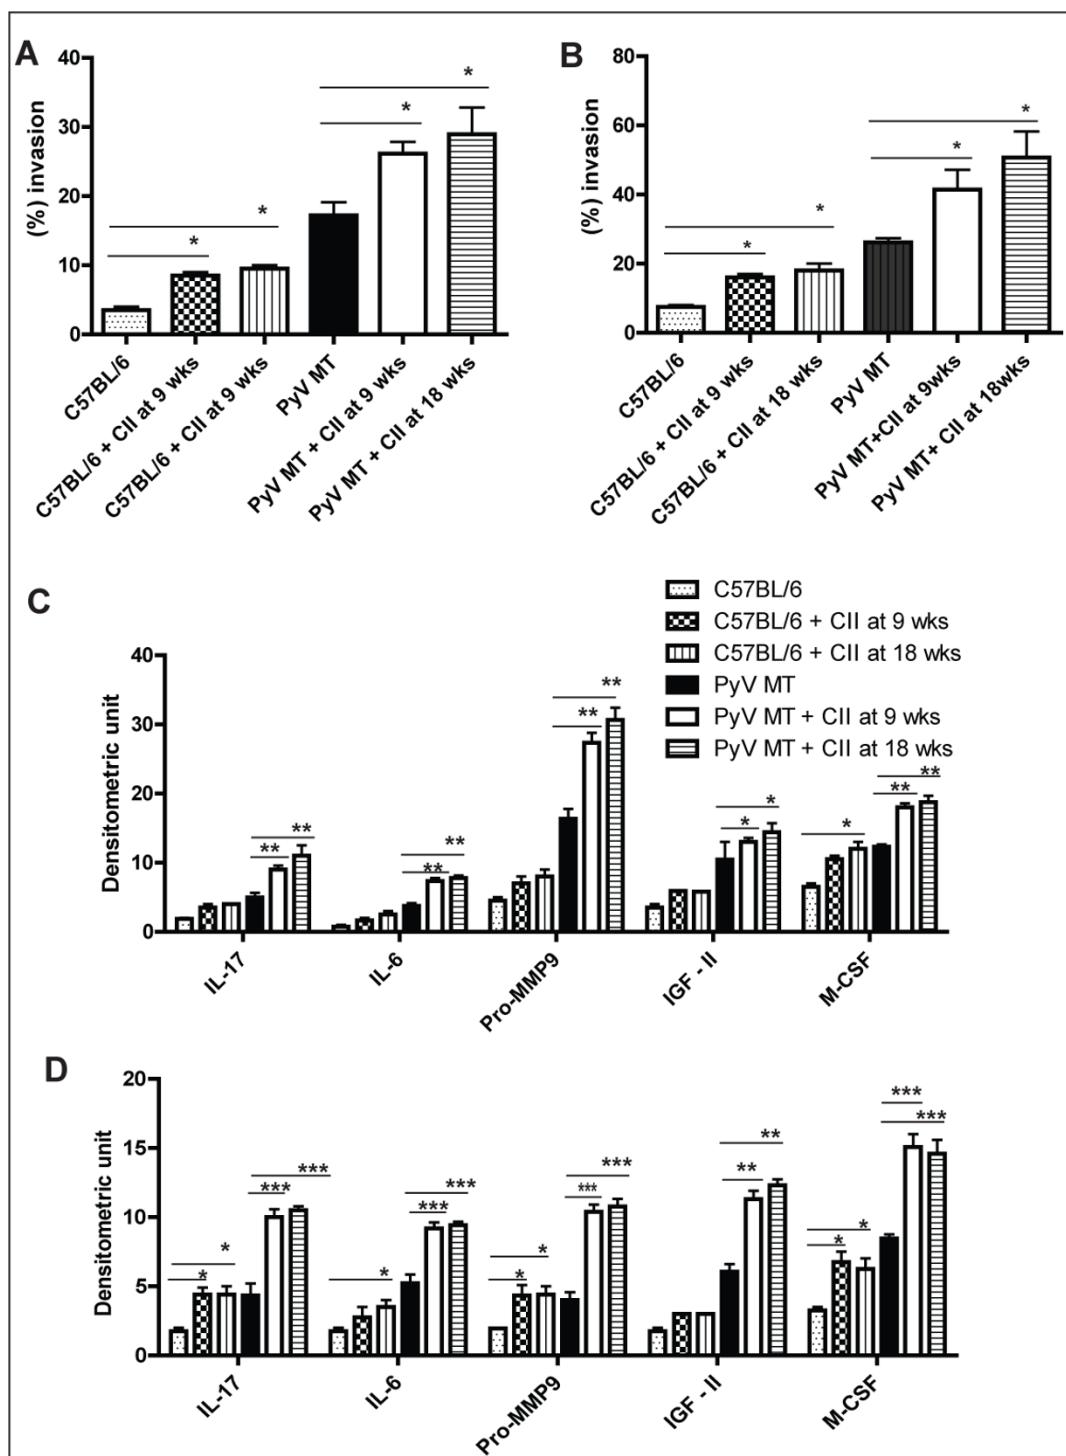 A
(%) invasion
40
30
20
10
0
*
*
*
*
C57BL/6
C57BL/6 + CII at 9 wks
C57BL/6 + CII at 9 wks
PyV MT
PyV MT + CII at 9 wks
PyV MT + CII at 18 wks
B
(%) invasion
80
60
40
20
0
*
*
*
*
C57BL/6
C57BL/6 + CII at 9 wks
C57BL/6 + CII at 18 wks
PyV MT
PyV MT+CII at 9wks
PyV MT+ CII at 18wks
C
C57BL/6
C57BL/6 + CII at 9 wks
C57BL/6 + CII at 18 wks
PyV MT
PyV MT + CII at 9 wks
PyV MT + CII at 18 wks
Densitometric unit
40
30
20
10
0
**
**
**
**
**
**
*
*
*
**
**
IL-17
IL-6
Pro-MMP9
IGF - II
M-CSF
D
Densitometric unit
20
15
10
5
0
*
*
***
***
*
***
***
*
*
***
***
**
**
*
*
***
***
IL-17
IL-6
Pro-MMP9
IGF - II
M-CSF